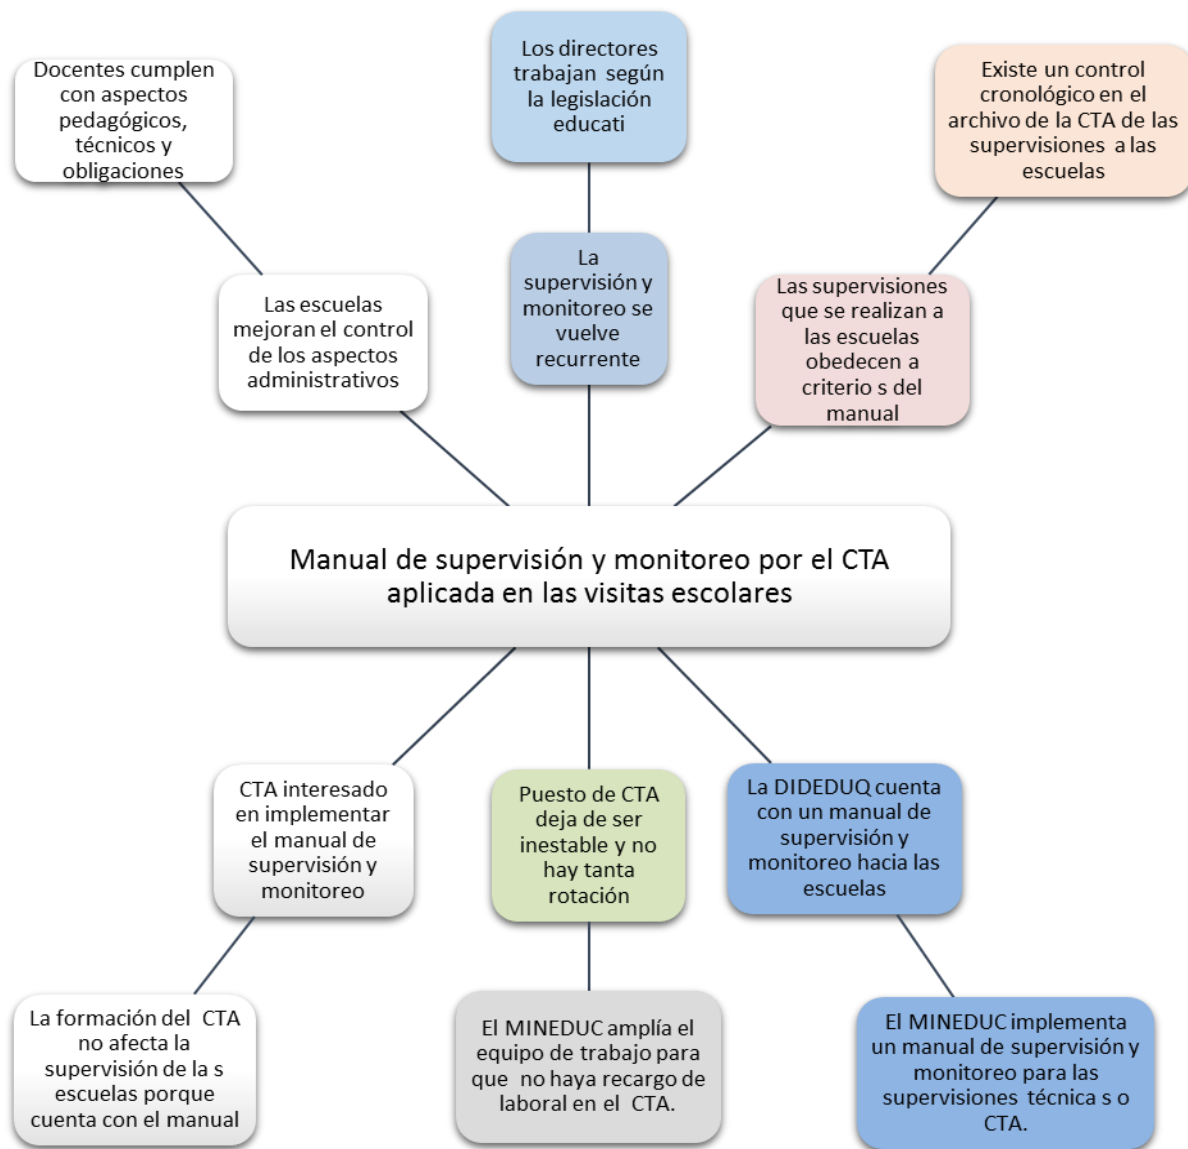 Docentes cumplen
con aspectos
pedagógicos,
técnicos y
obligaciones
Los directores
trabajan según
la legislación
educati
Existe un control
cronológico en el
archivo de la CTA de las
supervisiones a las
escuelas
Las escuelas
mejoran el control
de los aspectos
administrativos
La
supervisión y
monitoreo se
vuelve
recurrente
Las supervisiones
que se realizan a
las escuelas
obedecen a
criterio s del
manual
Manual de supervisión y monitoreo por el CTA
aplicada en las visitas escolares
CTA interesado
en implementar
el manual de
supervisión y
monitoreo
Puesto de CTA
deja de ser
inestable y no
hay tanta
rotación
La DIDEDUQ cuenta
con un manual de
supervisión y
monitoreo hacia las
escuelas
La formación del CTA
no afecta la
supervisión de la s
escuelas porque
cuenta con el manual
El MINEDUC amplía el
equipo de trabajo para
que no haya recargo de
laboral en el CTA.
El MINEDUC implementa
un manual de supervisión y
monitoreo para las
supervisiones técnica s o
CTA.